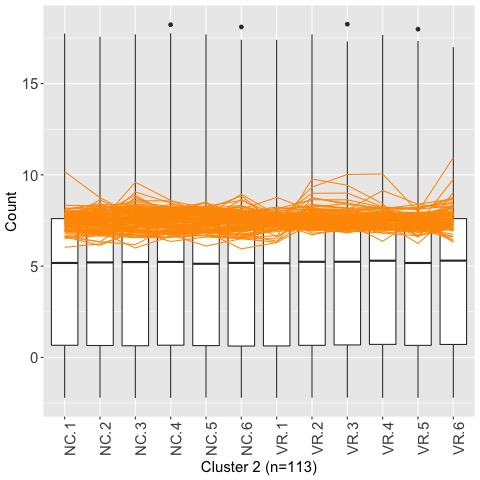 15
10
5
0
Count
NC.1
NC.2
NC.3
NC.4
NC.5
NC.6
VR.1
VR.2
VR.3
VR.4
VR.5
VR.6
Cluster 2 (n=113)